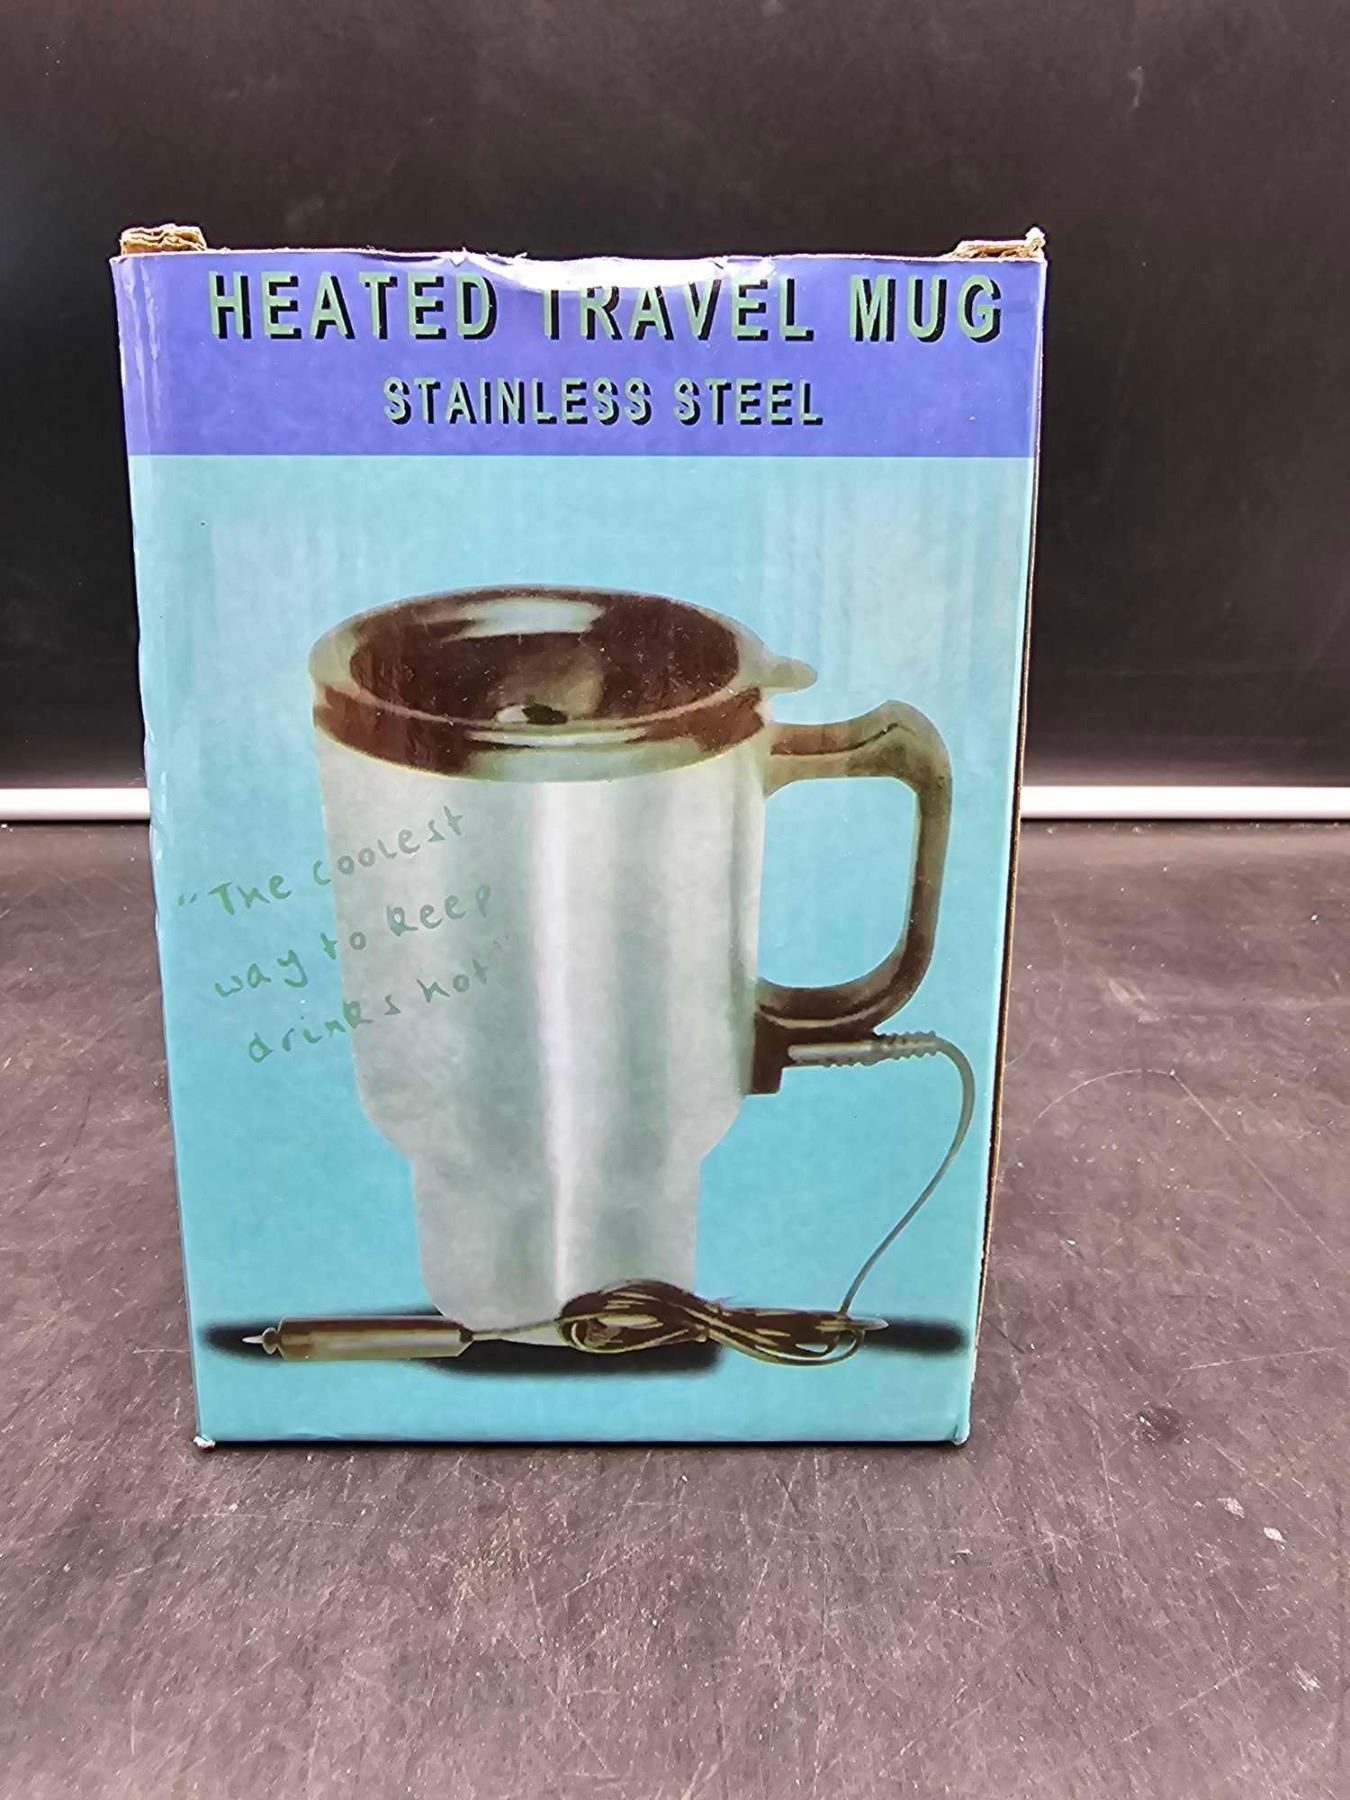 HEATED TRAVEL MUG
STAINLESS STEEL
"The coolest
way to keep
drinks hot"